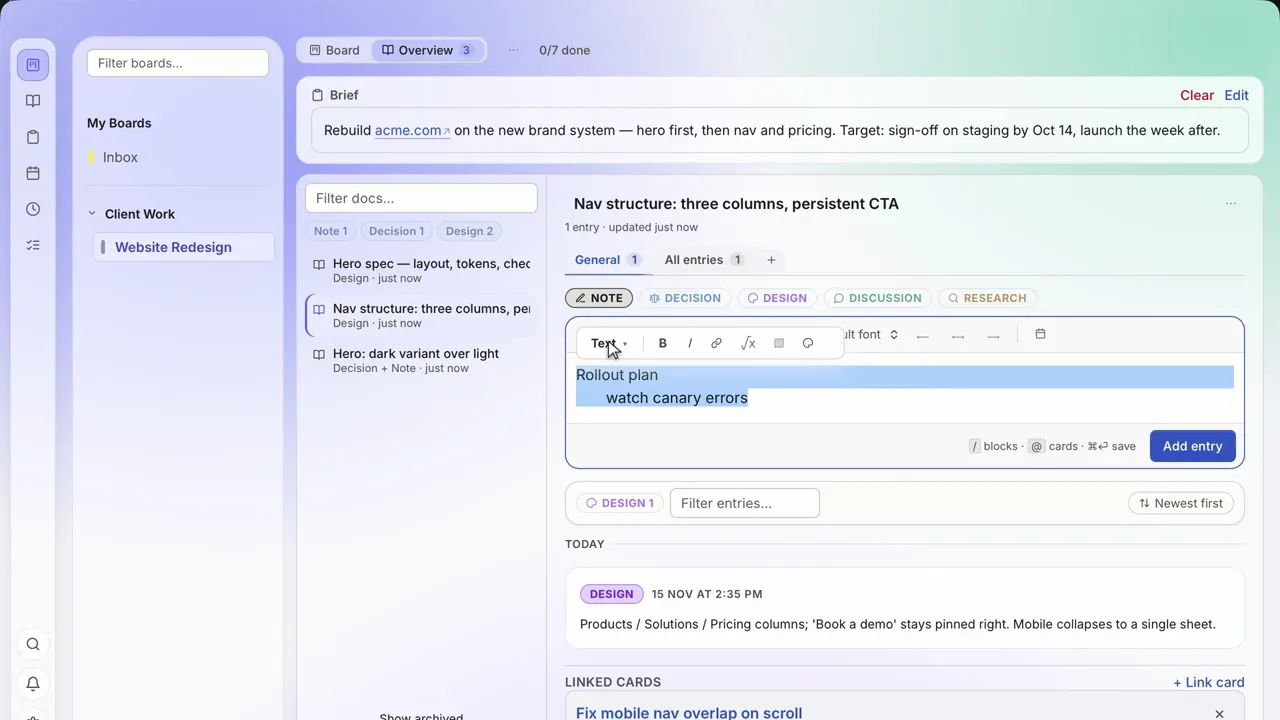 Filter boards...
My Boards
Inbox
Client Work
Website Redesign
Board
Overview 3
...
0/7 done
Brief
Clear Edit
Rebuild acme.com on the new brand system — hero first, then nav and pricing. Target: sign-off on staging by Oct 14, launch the week after.
Filter docs...
Note 1 Decision 1 Design 2
Hero spec — layout, tokens, chec
Design · just now
Nav structure: three columns, per
Design · just now
Hero: dark variant over light
Decision + Note · just now
Show archived
Nav structure: three columns, persistent CTA
...
1 entry · updated just now
General 1 All entries 1 +
NOTE DECISION DESIGN DISCUSSION RESEARCH
Text B I √x ult font
Rollout plan
watch canary errors
/ blocks · @ cards · ⌘↵ save Add entry
DESIGN 1 Filter entries... Newest first
TODAY
DESIGN 15 NOV AT 2:35 PM
Products / Solutions / Pricing columns; 'Book a demo' stays pinned right. Mobile collapses to a single sheet.
LINKED CARDS + Link card
Fix mobile nav overlap on scroll ×